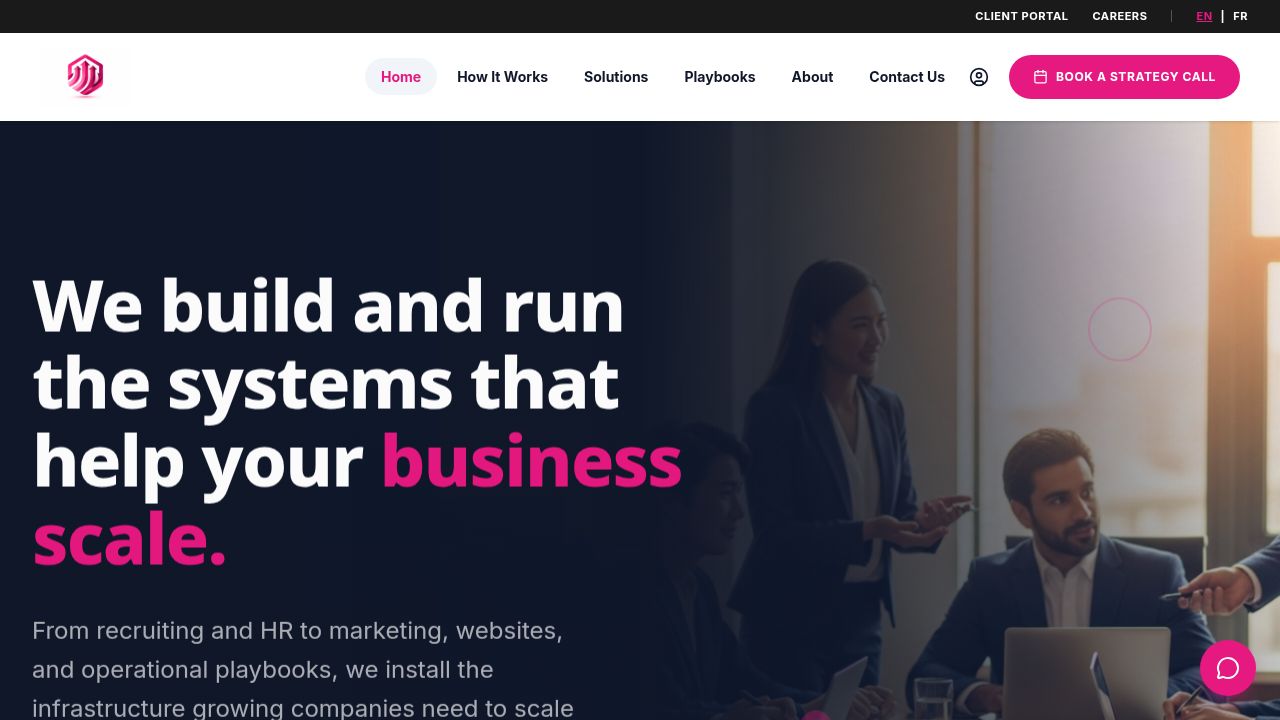 CLIENT PORTAL CAREERS EN | FR
Home How It Works Solutions Playbooks About Contact Us BOOK A STRATEGY CALL
We build and run
the systems that
help your business
scale.
From recruiting and HR to marketing, websites,
and operational playbooks, we install the
infrastructure growing companies need to scale